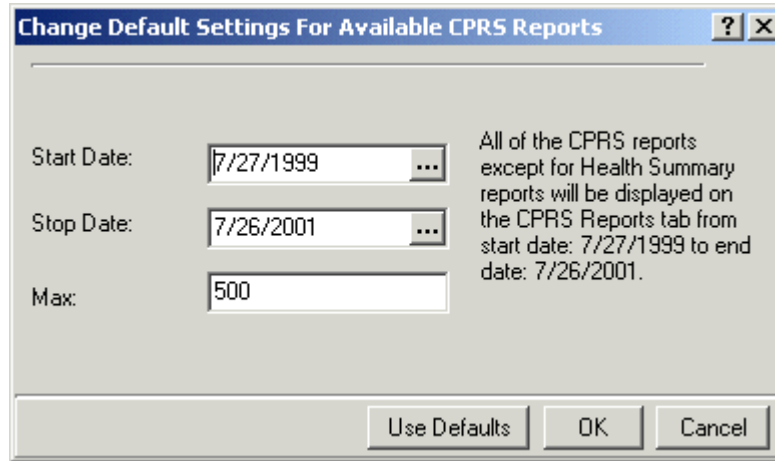 Change Default Settings For Available CPRS Reports
Start Date:
7/27/1999
...
Stop Date:
7/26/2001
...
Max:
500
All of the CPRS reports
except for Health Summary
reports will be displayed on
the CPRS Reports tab from
start date: 7/27/1999 to end
date: 7/26/2001.
Use Defaults
OK
Cancel